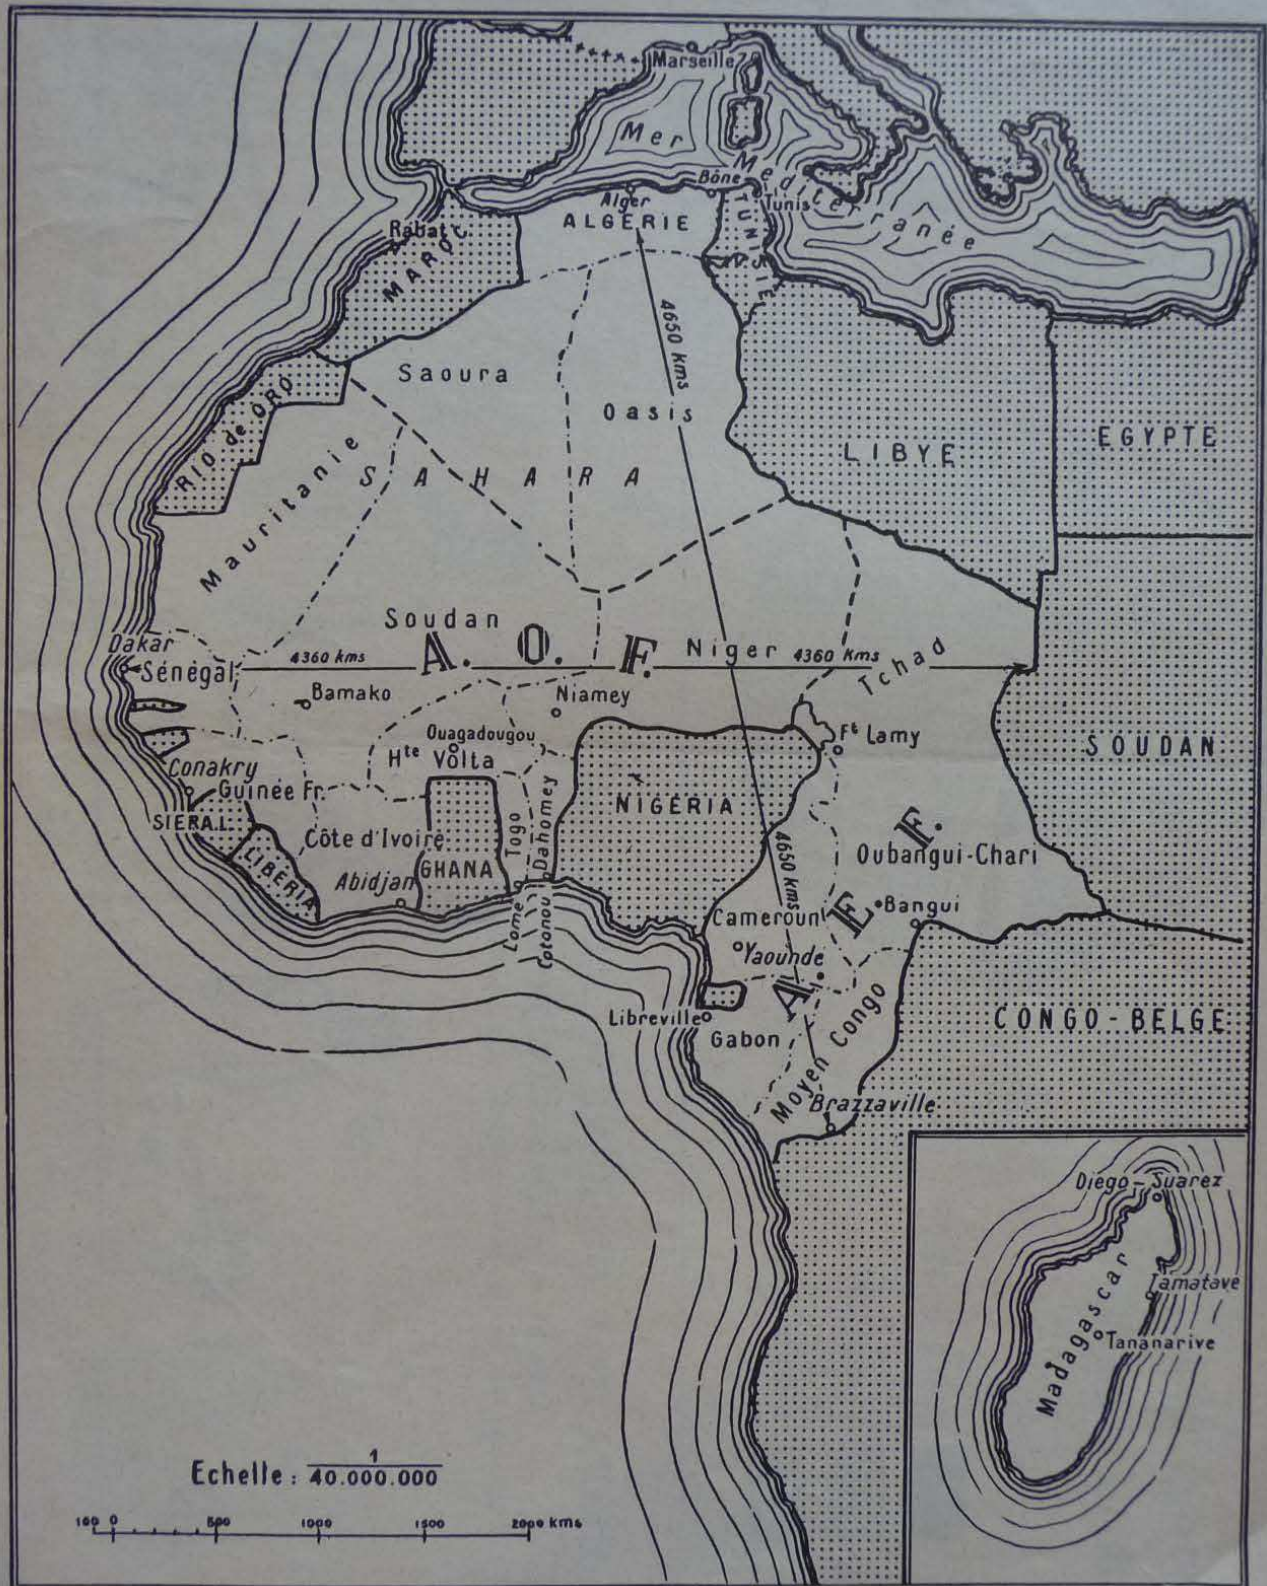 Marseille
Mer
Méditerranée
Bône
Alger
Tunis
ALGÉRIE
TUNISIE
Rabat
MAROC
4650 kms
Saoura
Oasis
LIBYE
EGYPTE
RIO de ORO
Mauritanie
SAHARA
Soudan
Dakar
Sénégal
4360 kms
A. O. F.
Niger
4360 kms
Tchad
Bamako
Niamey
Ouagadougou
Hte Volta
Ft Lamy
SOUDAN
Conakry
Guinée Fr.
SIERA L.
LIBÉRIA
Côte d'Ivoire
Abidjan
GHANA
Togo
Dahomey
NIGÉRIA
Lome
Cotonou
4650 kms
Oubangui-Chari
A. E. F.
Bangui
Cameroun
Yaounde
Libreville
Gabon
Moyen Congo
CONGO-BELGE
Brazzaville
Diego-Suarez
Tamatave
Tananarive
Madagascar
Echelle : 1
40.000.000
100 0 500 1000 1500 2000 kms